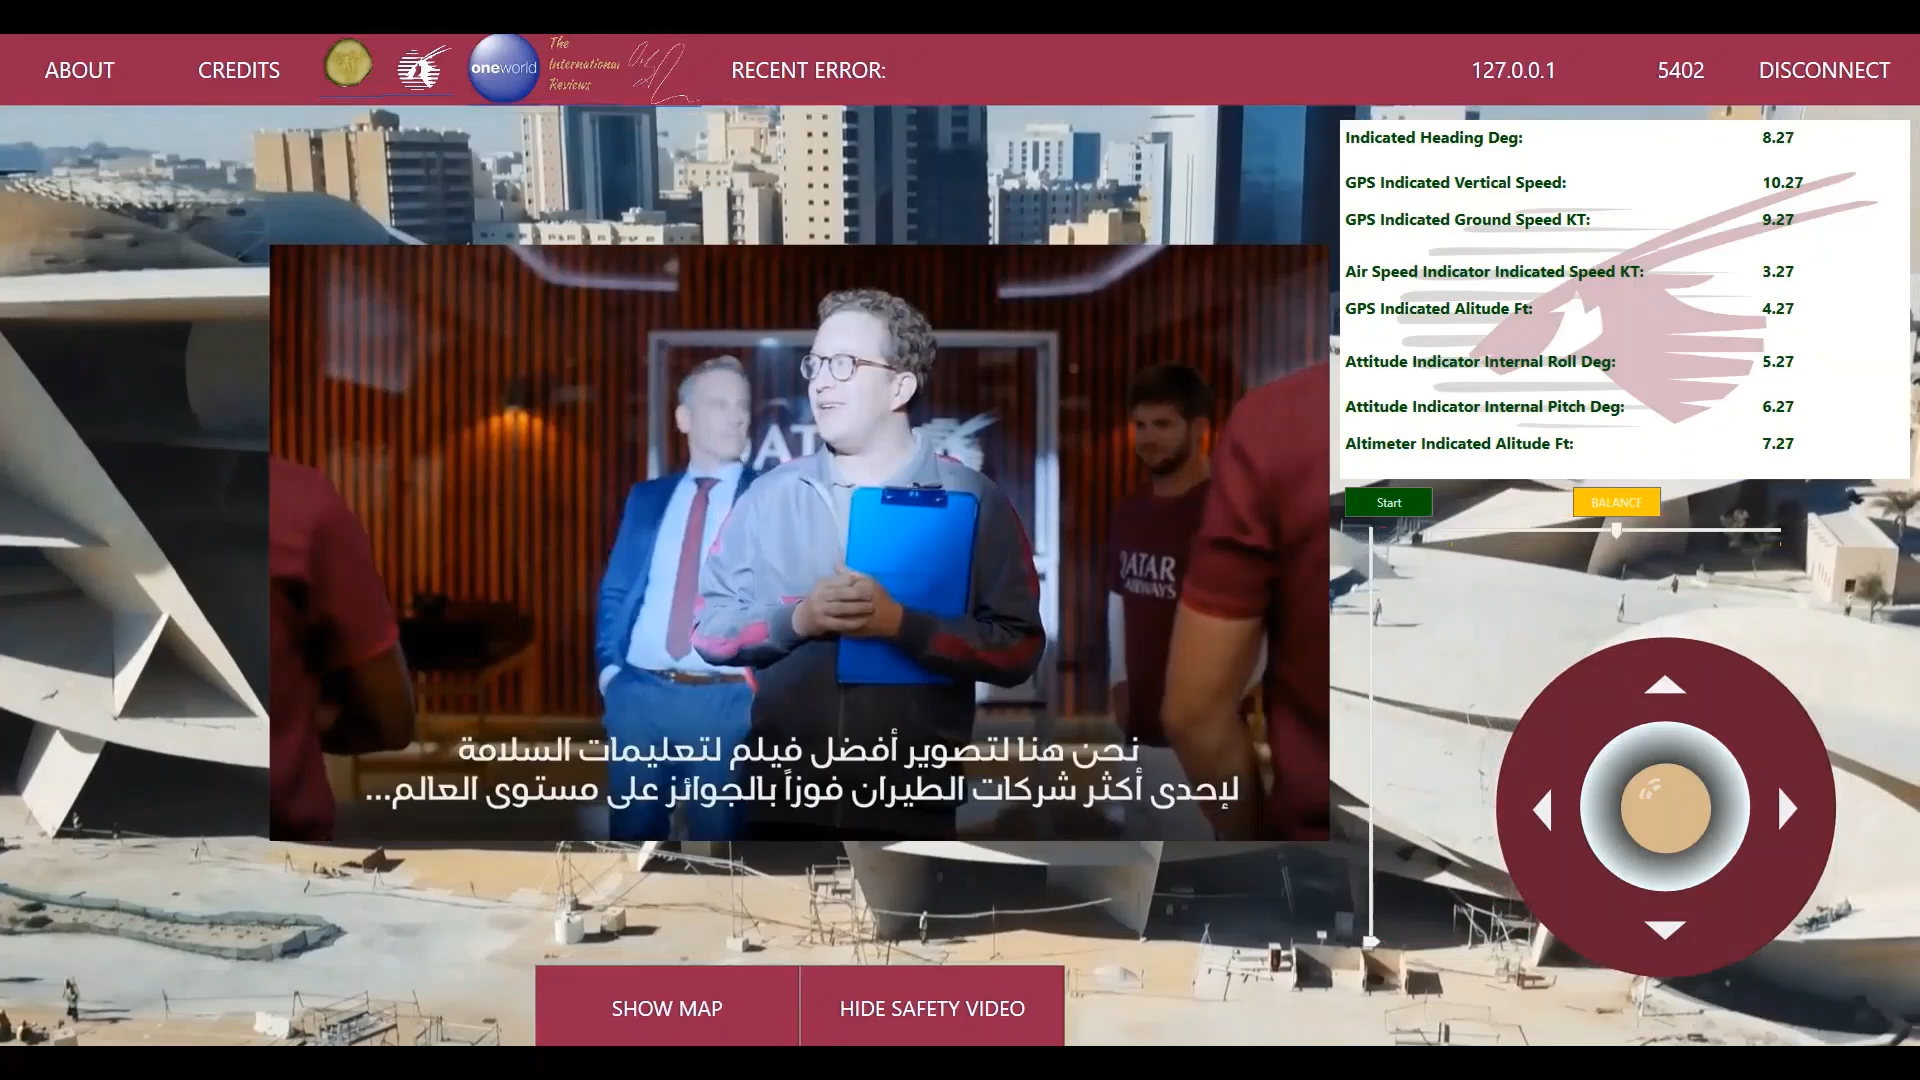 ABOUT
CREDITS
oneworld
The
International
Reviews
RECENT ERROR:
127.0.0.1
5402
DISCONNECT
Indicated Heading Deg: 8.27
GPS Indicated Vertical Speed: 10.27
GPS Indicated Ground Speed KT: 9.27
Air Speed Indicator Indicated Speed KT: 3.27
GPS Indicated Alitude Ft: 4.27
Attitude Indicator Internal Roll Deg: 5.27
Attitude Indicator Internal Pitch Deg: 6.27
Altimeter Indicated Alitude Ft: 7.27
Start
BALANCE
QATAR
AIRWAYS
نحن هنا لتصوير أفضل فيلم لتعليمات السلامة
لإحدى أكثر شركات الطيران فوزاً بالجوائز على مستوى العالم...
SHOW MAP
HIDE SAFETY VIDEO